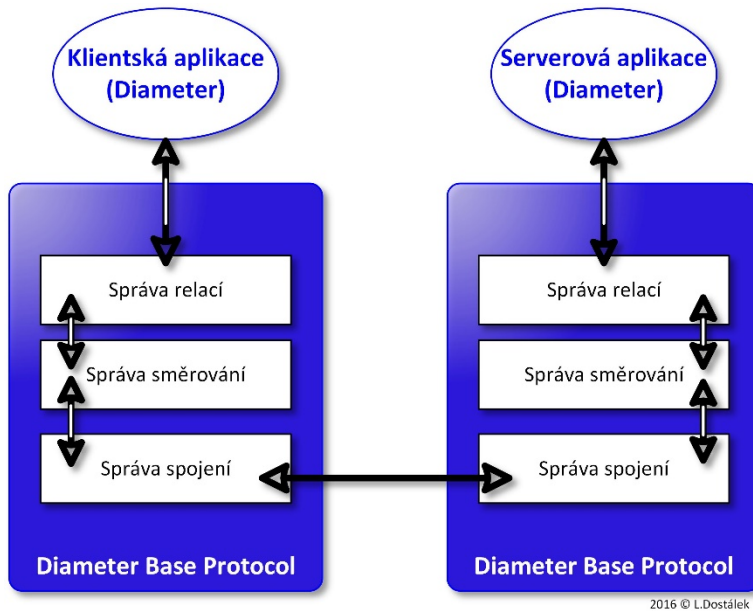 Klientská aplikace
(Diameter)
Serverová aplikace
(Diameter)
Správa relací
Správa směrování
Správa spojení
Diameter Base Protocol
Správa relací
Správa směrování
Správa spojení
Diameter Base Protocol
2016 © L.Dostálek